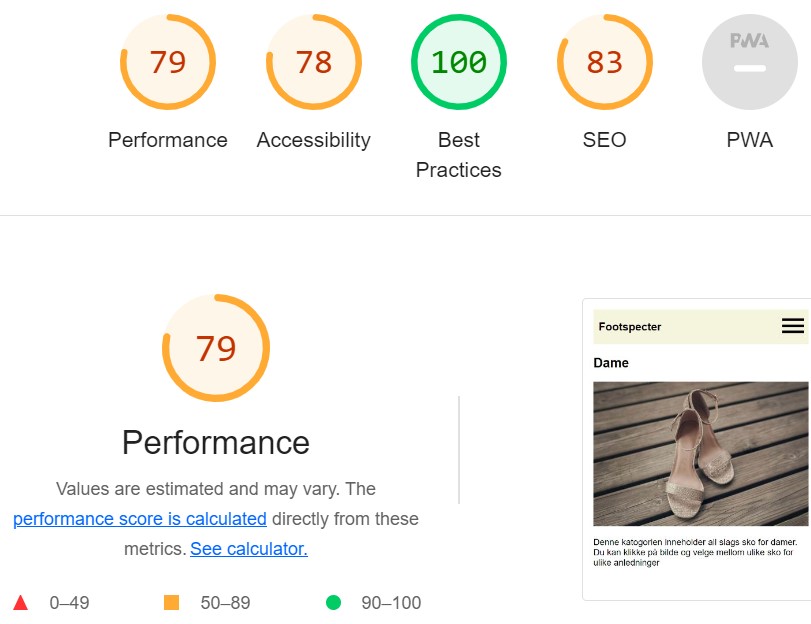 79 78 100 83 PWA
Performance Accessibility Best Practices SEO PWA
79
Performance
Values are estimated and may vary. The
performance score is calculated directly from these
metrics. See calculator.
0–49 50–89 90–100
Footspecter
Dame
Denne katogorien inneholder all slags sko for damer.
Du kan klikke på bilde og velge mellom ulike sko for
ulike anledninger